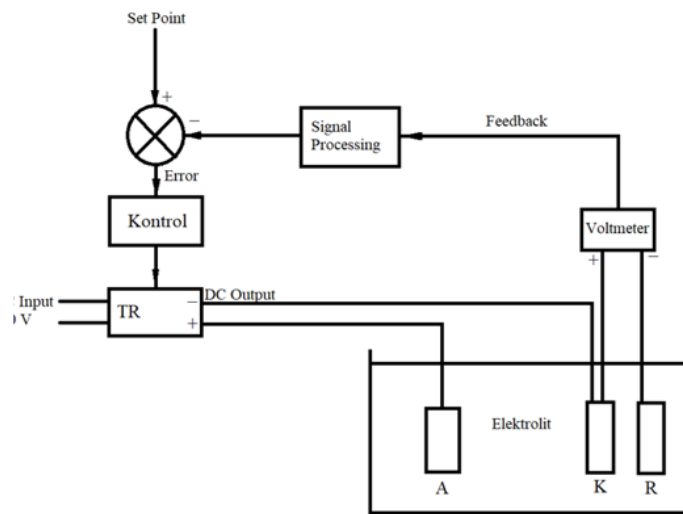 Set Point
+
−
Signal
Processing
Feedback
Error
Kontrol
Voltmeter
+
−
Input
V
TR
−
DC Output
+
Elektrolit
A
K
R